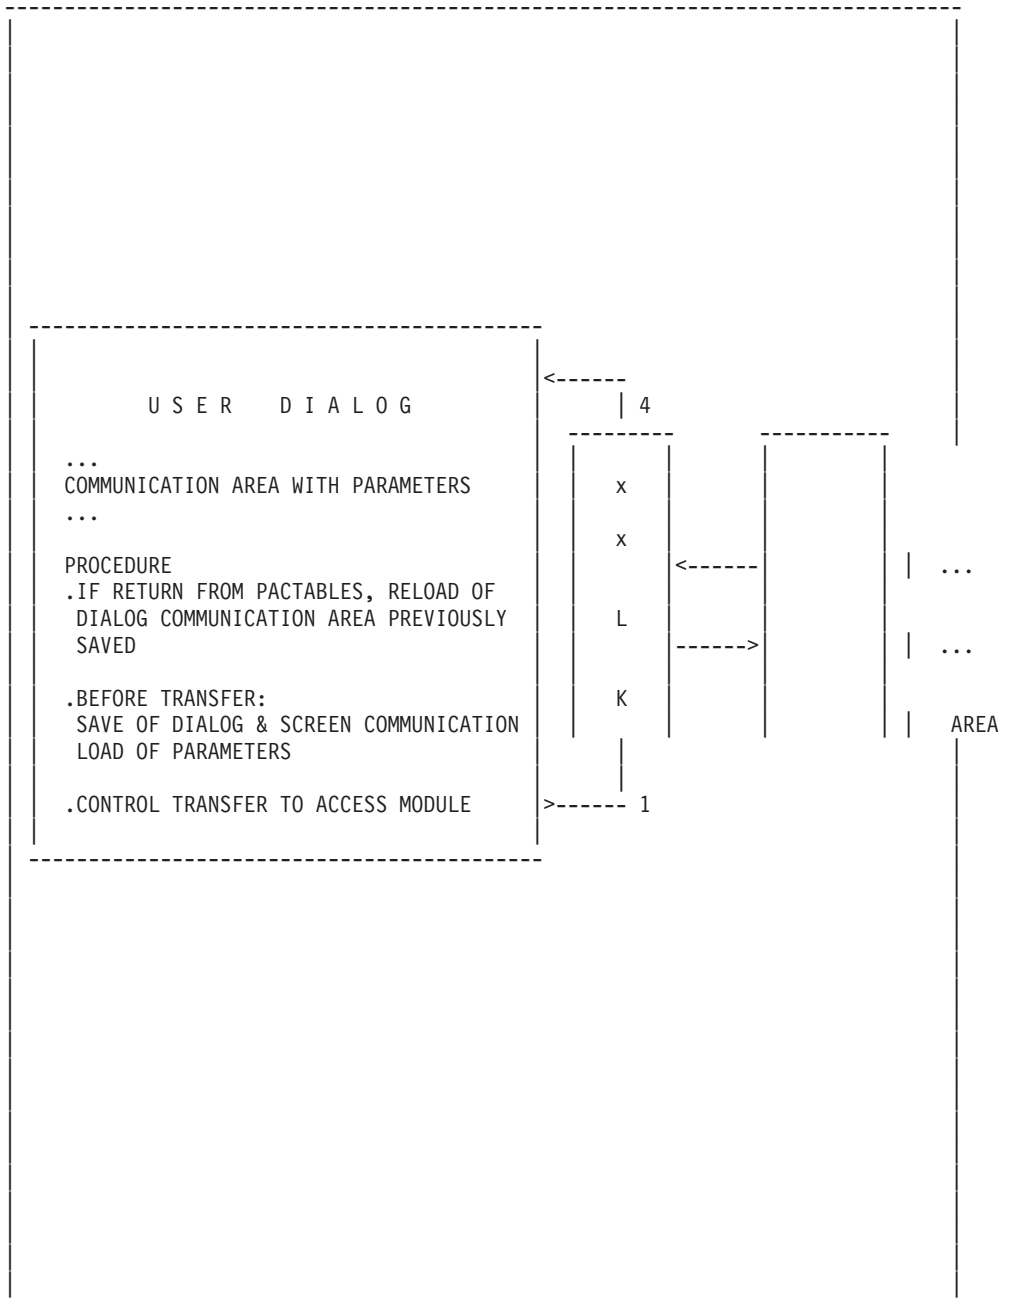 <------
U S E R D I A L O G | 4
...
COMMUNICATION AREA WITH PARAMETERS x
...
x
PROCEDURE <------ | ...
.IF RETURN FROM PACTABLES, RELOAD OF
DIALOG COMMUNICATION AREA PREVIOUSLY L
SAVED ------> | ...
.BEFORE TRANSFER: K
SAVE OF DIALOG & SCREEN COMMUNICATION | AREA
LOAD OF PARAMETERS
.CONTROL TRANSFER TO ACCESS MODULE >------ 1